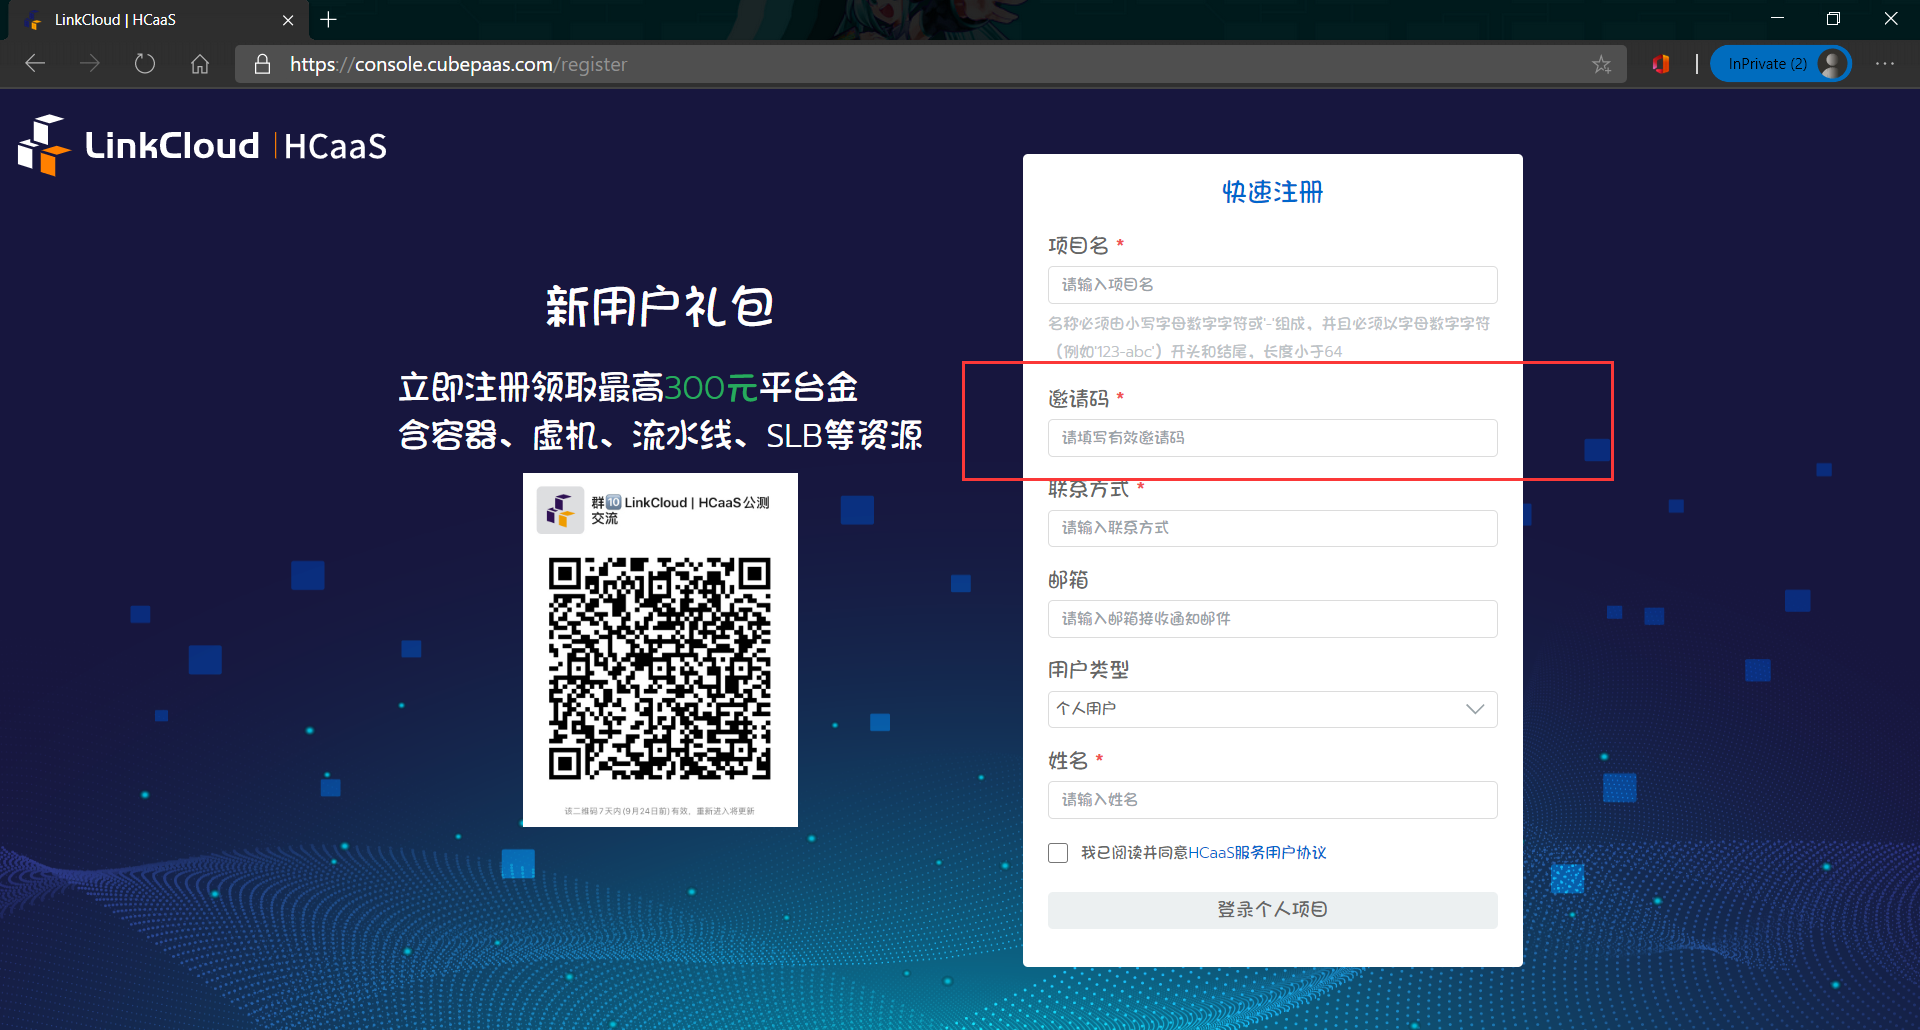 LinkCloud | HCaaS
https://console.cubepaas.com/register
InPrivate (2)
LinkCloud | HCaaS
新用户礼包
立即注册领取最高300元平台金
含容器、虚机、流水线、SLB等资源
群🔟 LinkCloud | HCaaS公测
交流
该二维码7天内(9月24日前)有效，重新进入将更新
快速注册
项目名 *
请输入项目名
名称必须由小写字母数字字符或'-'组成，并且必须以字母数字字符
（例如'123-abc'）开头和结尾，长度小于64
邀请码 *
请填写有效邀请码
联系方式 *
请输入联系方式
邮箱
请输入邮箱接收通知邮件
用户类型
个人用户
姓名 *
请输入姓名
我已阅读并同意HCaaS服务用户协议
登录个人项目